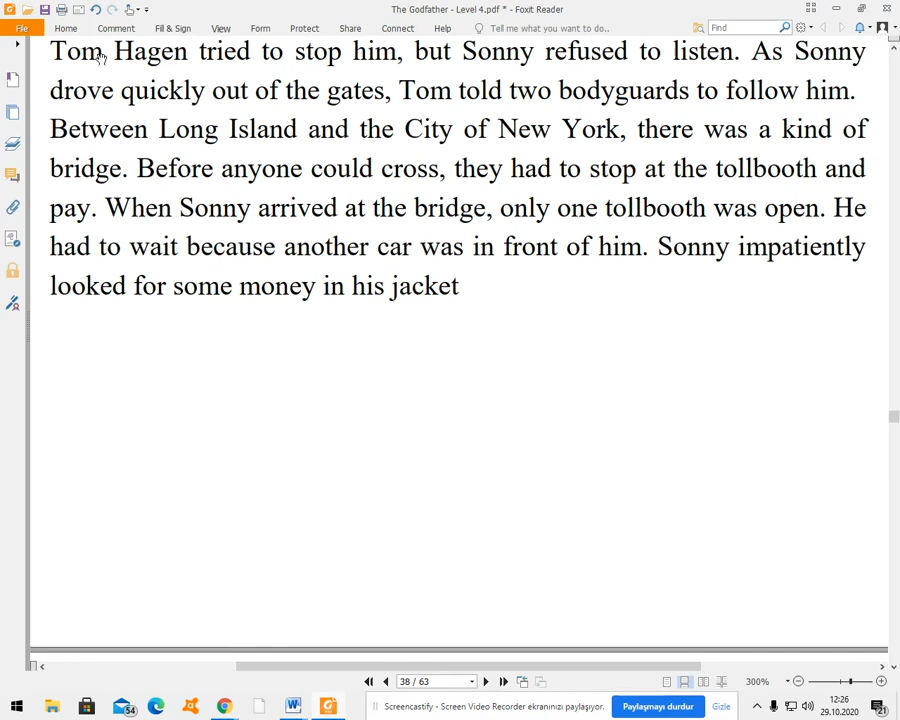 The Godfather - Level 4.pdf * - Foxit Reader
File Home Comment Fill & Sign View Form Protect Share Connect Help Tell me what you want to do.. Find
Tom Hagen tried to stop him, but Sonny refused to listen. As Sonny
drove quickly out of the gates, Tom told two bodyguards to follow him.
Between Long Island and the City of New York, there was a kind of
bridge. Before anyone could cross, they had to stop at the tollbooth and
pay. When Sonny arrived at the bridge, only one tollbooth was open. He
had to wait because another car was in front of him. Sonny impatiently
looked for some money in his jacket
38 / 63 300%
54 Screencastify - Screen Video Screencast ekranınızı paylaşıyor. Paylaşmayı durdur Gizle 12:26
29.10.2020 21